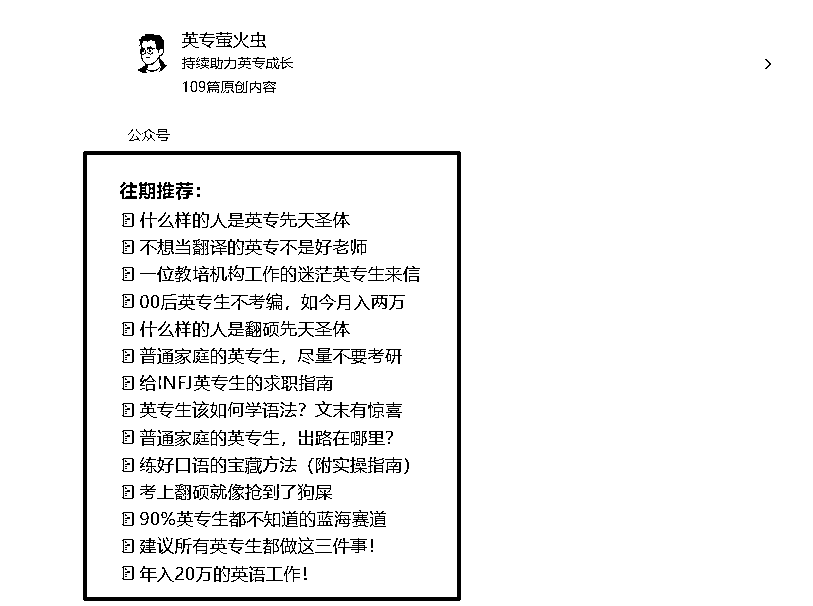 英专萤火虫
持续助力英专成长
109篇原创内容
公众号
往期推荐：
什么样的人是英专先天圣体
不想当翻译的英专不是好老师
一位教培机构工作的迷茫英专生来信
00后英专生不考编，如今月入两万
什么样的人是翻硕先天圣体
普通家庭的英专生，尽量不要考研
给INFJ英专生的求职指南
英专生该如何学语法？文末有惊喜
普通家庭的英专生，出路在哪里？
练好口语的宝藏方法（附实操指南）
考上翻硕就像抢到了狗屎
90%英专生都不知道的蓝海赛道
建议所有英专生都做这三件事！
年入20万的英语工作！